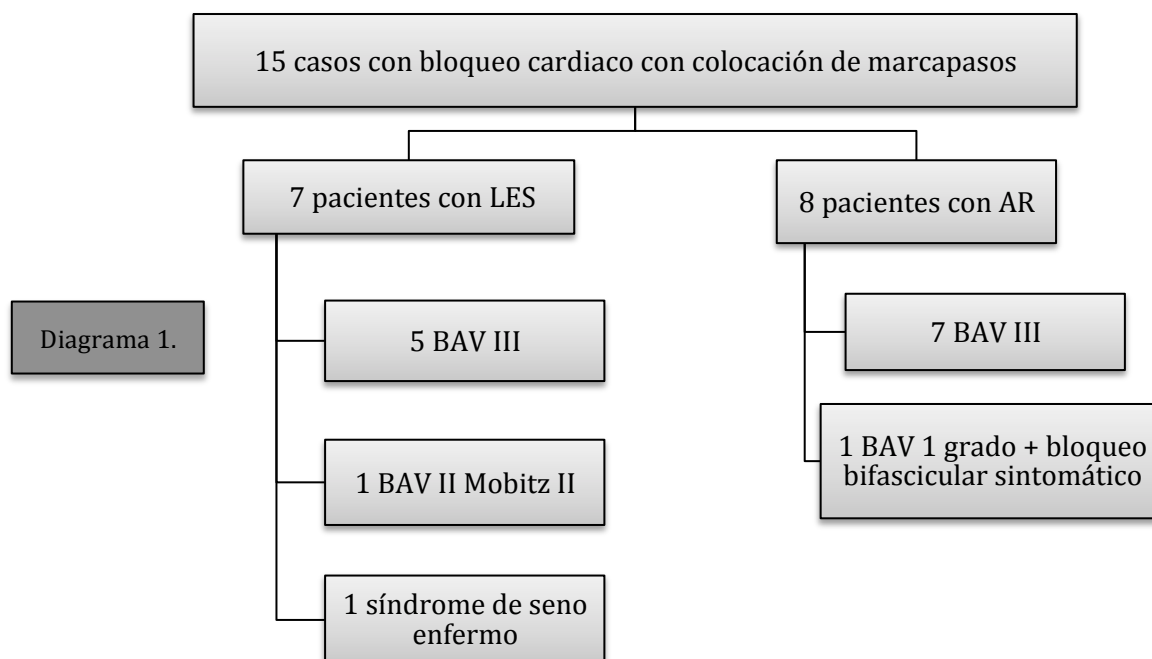 15 casos con bloqueo cardiaco con colocación de marcapasos
7 pacientes con LES
8 pacientes con AR
Diagrama 1.
5 BAV III
7 BAV III
1 BAV II Mobitz II
1 BAV 1 grado + bloqueo
bifascicular sintomático
1 síndrome de seno
enfermo